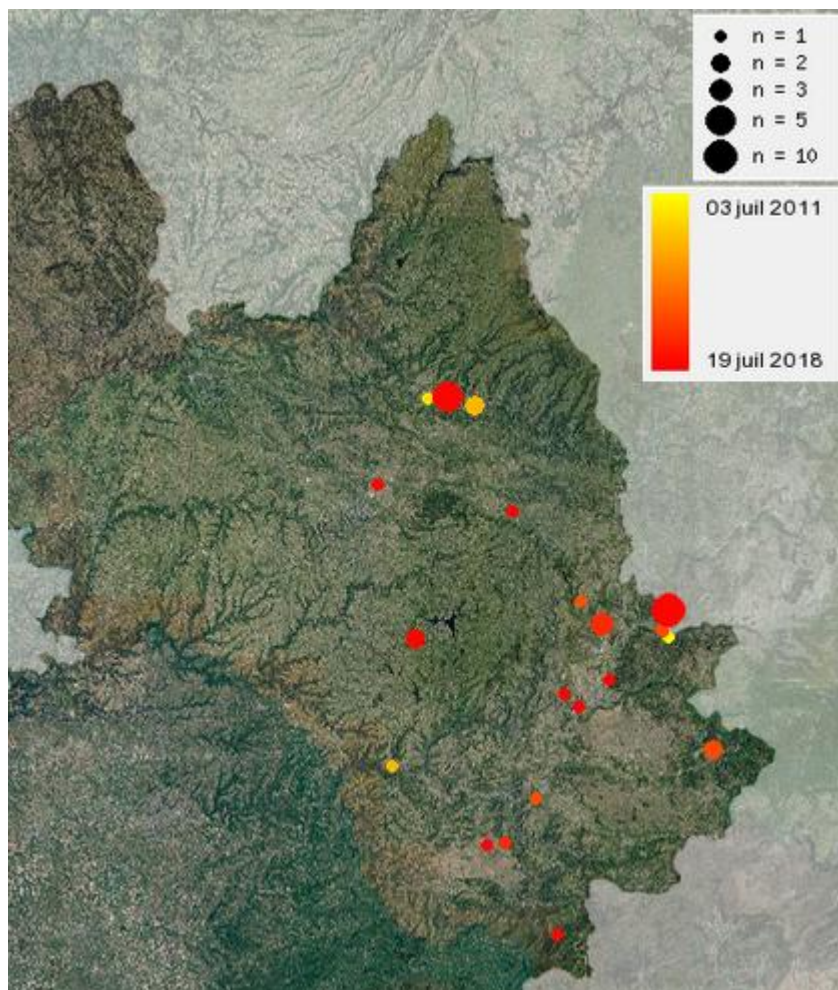 n = 1
n = 2
n = 3
n = 5
n = 10
03 juil 2011
19 juil 2018